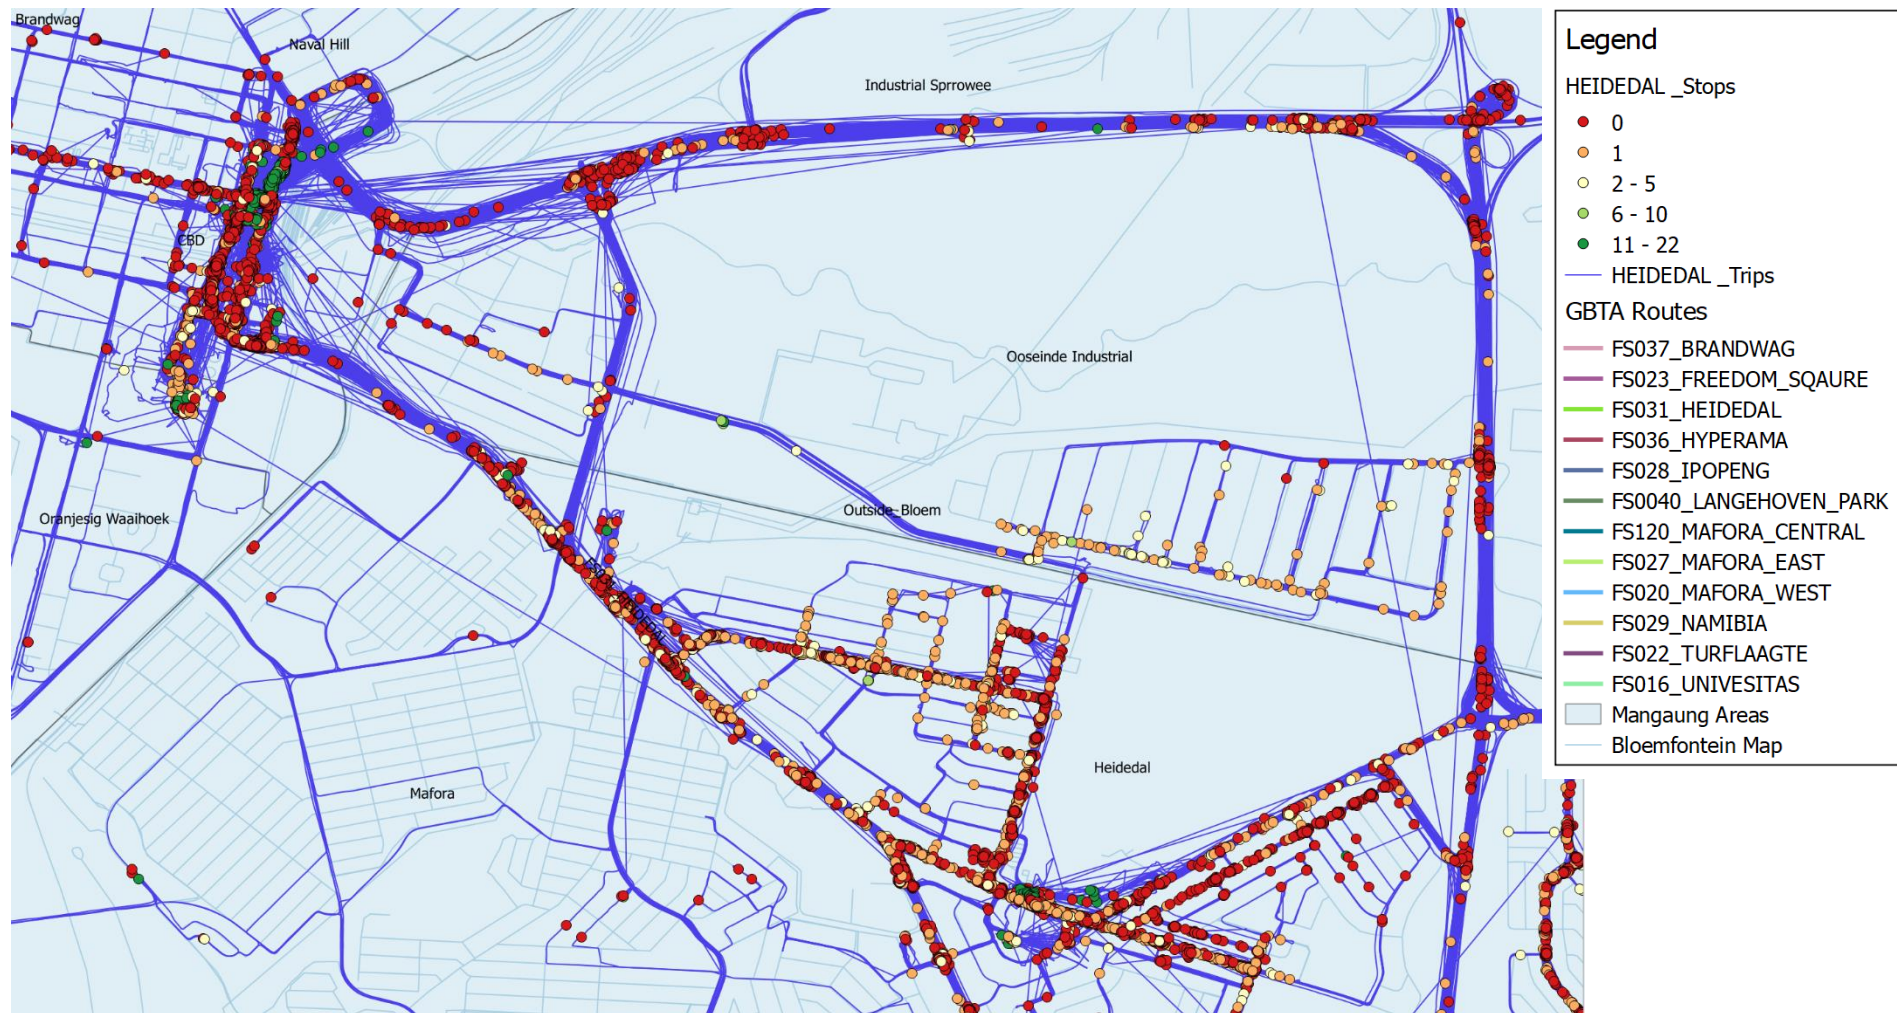 Brandwag
Naval Hill
Industrial Sprrowee
CBD
Ooseinde Industrial
Oranjesig Waaihoek
Outside-Bloem
Mafora
Heidedal
Legend
HEIDEDAL _Stops
0
1
2 - 5
6 - 10
11 - 22
HEIDEDAL _Trips
GBTA Routes
FS037_BRANDWAG
FS023_FREEDOM_SQAURE
FS031_HEIDEDAL
FS036_HYPERAMA
FS028_IPOPENG
FS0040_LANGEHOVEN_PARK
FS120_MAFORA_CENTRAL
FS027_MAFORA_EAST
FS020_MAFORA_WEST
FS029_NAMIBIA
FS022_TURFLAAGTE
FS016_UNIVESITAS
Mangaung Areas
Bloemfontein Map